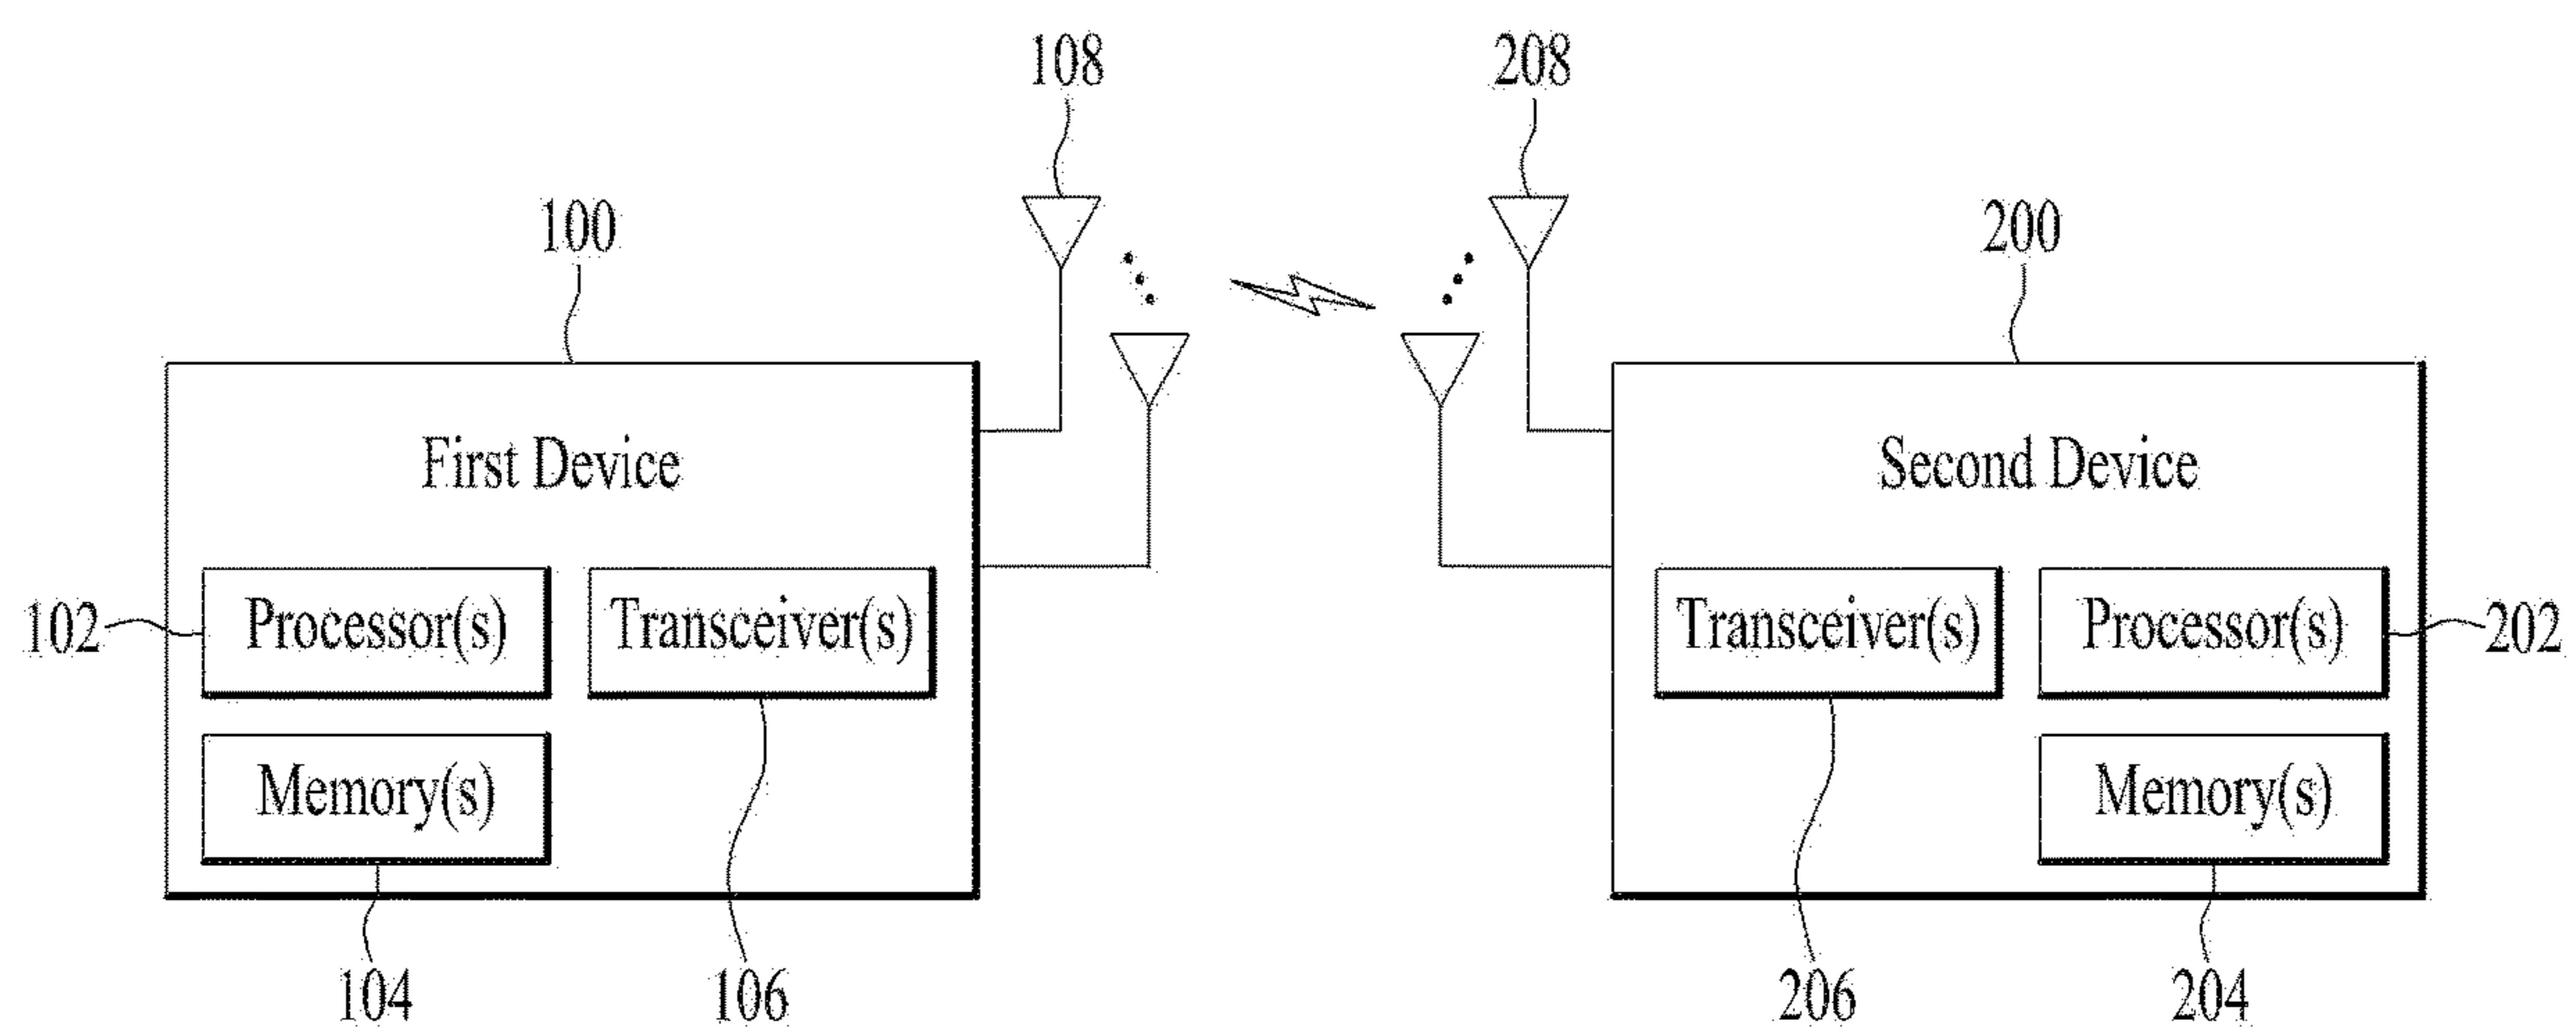 108
208
100
200
First Device
Second Device
102
Processor(s)
Transceiver(s)
Transceiver(s)
Processor(s)
202
Memory(s)
Memory(s)
104
106
206
204